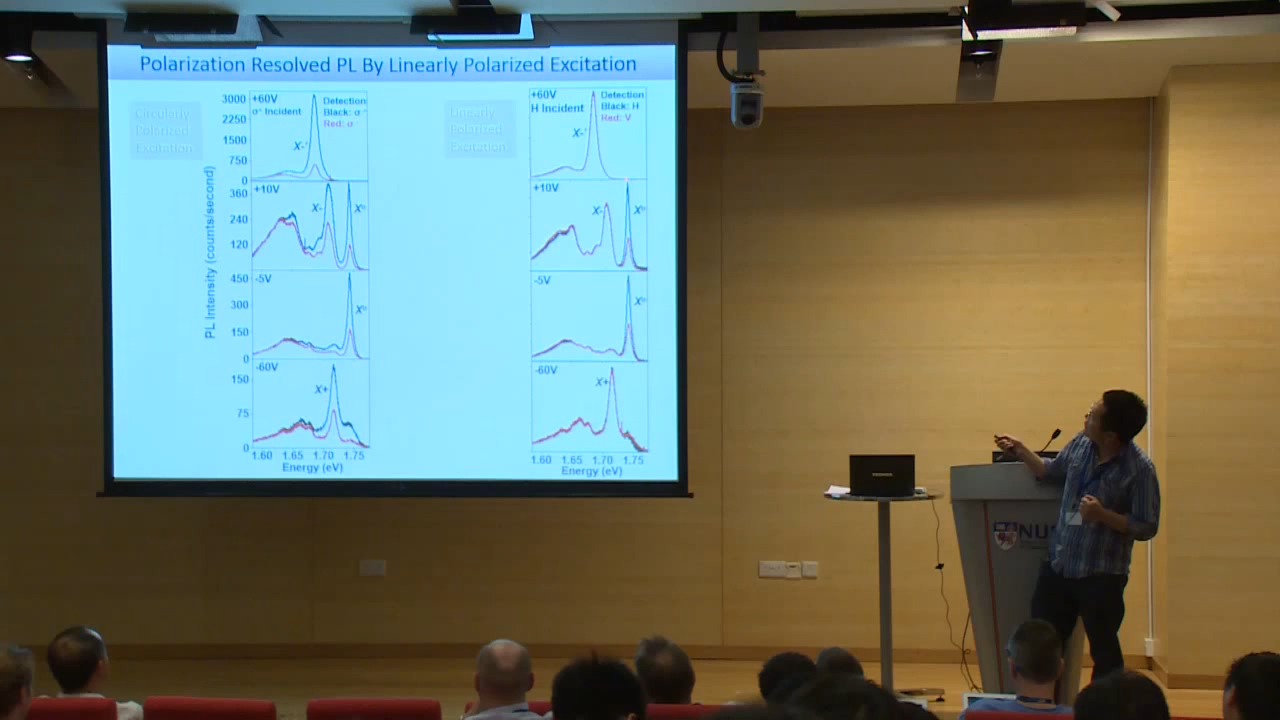 Polarization Resolved PL By Linearly Polarized Excitation
Circularly
Polarized
Excitation
PL Intensity (counts/second)
3000
2250
1500
750
0
+60V
σ⁺ Incident
Detection
Black: σ⁺
Red: σ⁻
X-'
360
240
120
+10V
X-
X⁰
450
300
150
0
-5V
X⁰
150
75
0
-60V
X+
1.60 1.65 1.70 1.75
Energy (eV)
Linearly
Polarized
Excitation
+60V
H Incident
Detection
Black: H
Red: V
X-'
+10V
X-
X⁰
-5V
X⁰
-60V
X+
1.60 1.65 1.70 1.75
Energy (eV)
TOSHIBA
NU